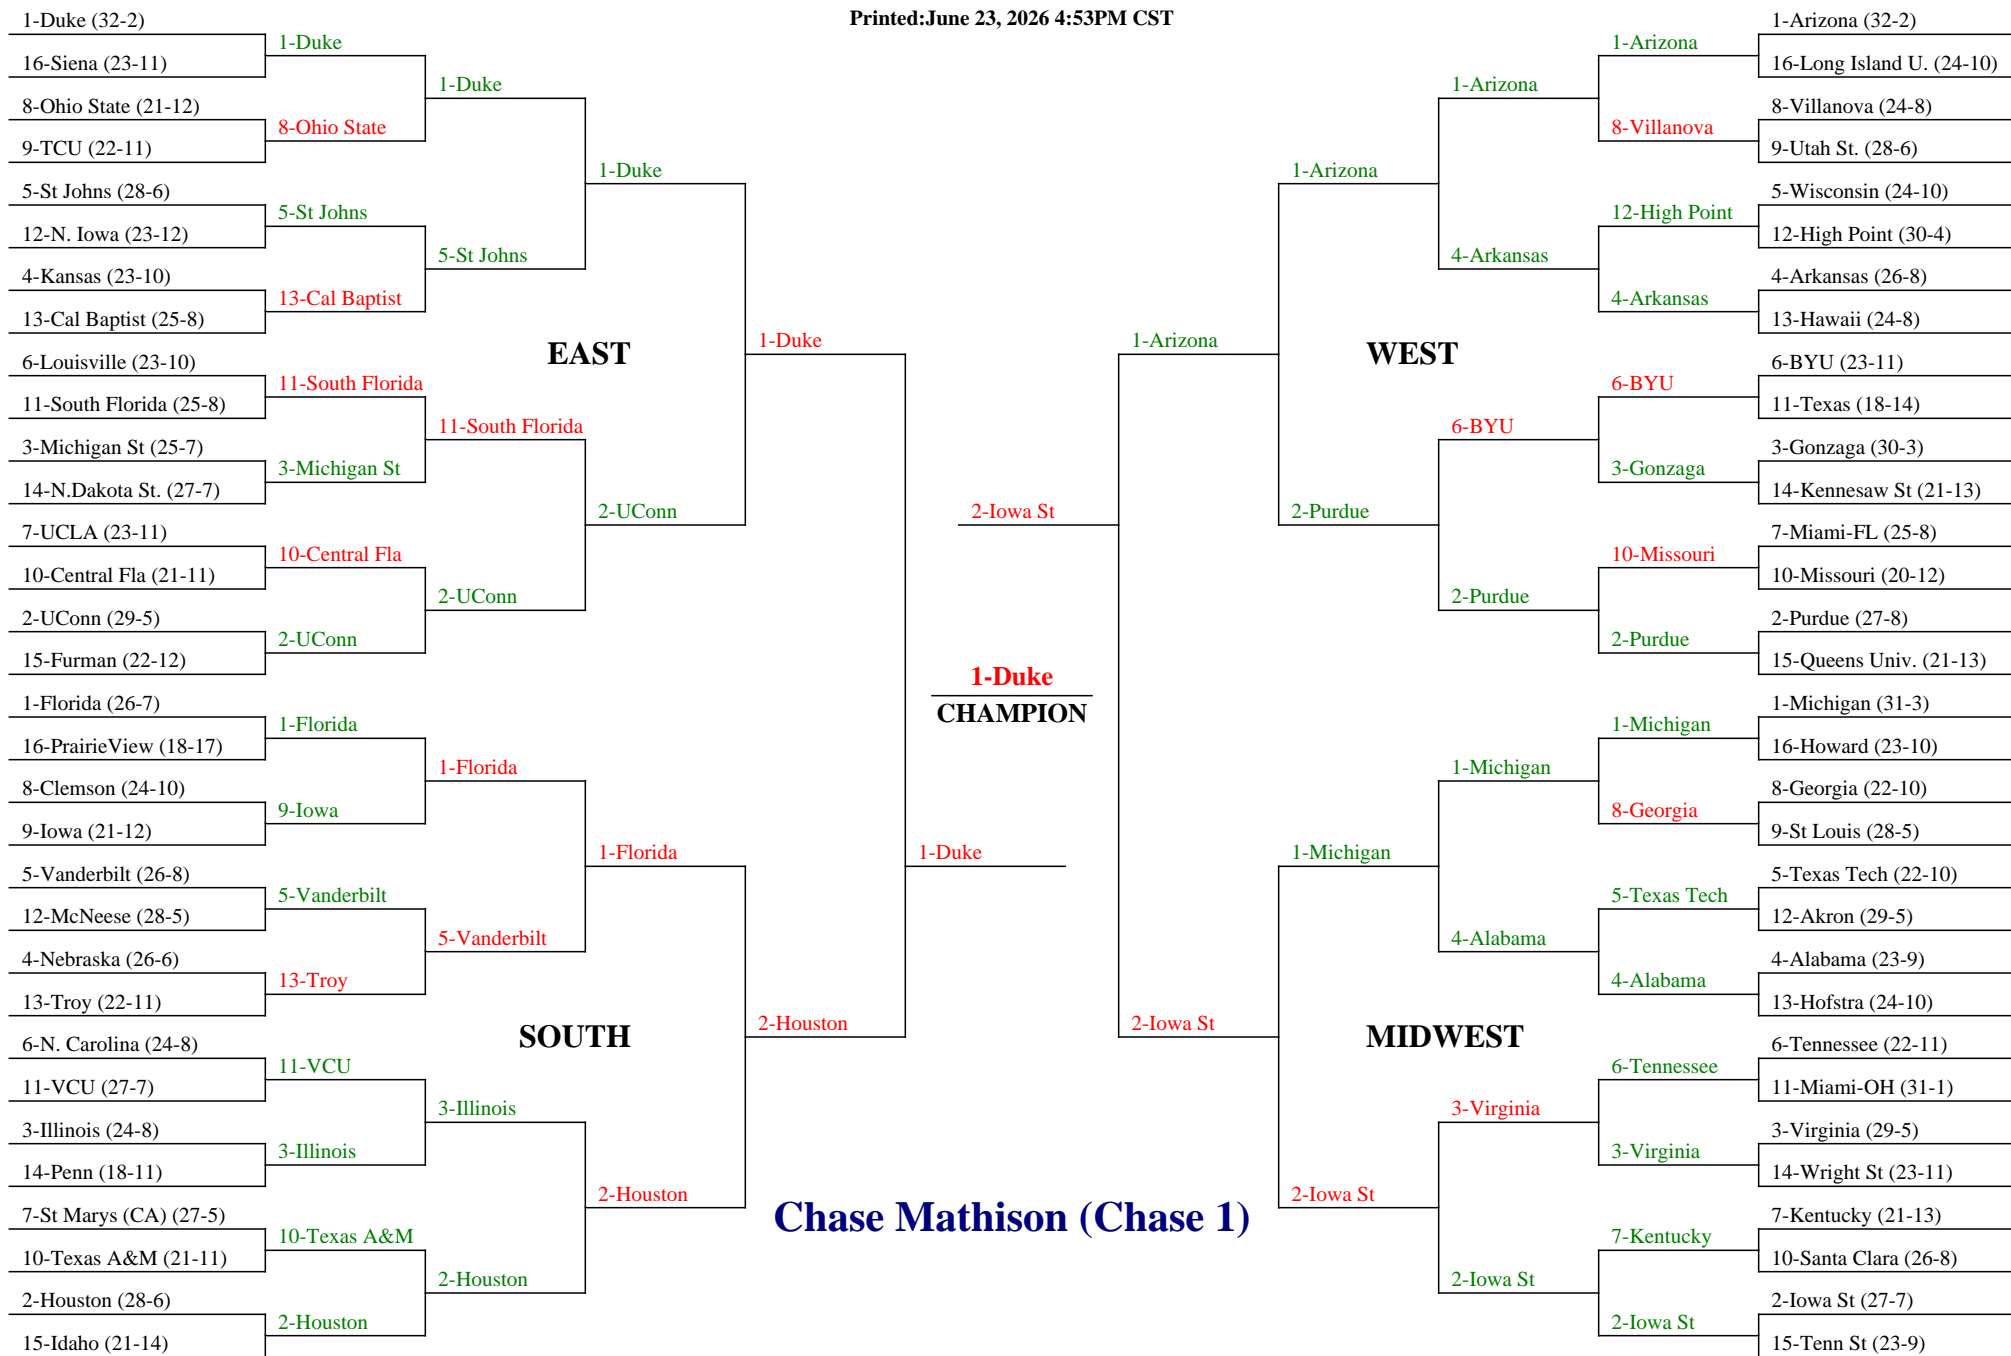 Printed:June 23, 2026 4:53PM CST
1-Duke (32-2)
16-Siena (23-11)
8-Ohio State (21-12)
9-TCU (22-11)
5-St Johns (28-6)
12-N. Iowa (23-12)
4-Kansas (23-10)
13-Cal Baptist (25-8)
6-Louisville (23-10)
11-South Florida (25-8)
3-Michigan St (25-7)
14-N.Dakota St. (27-7)
7-UCLA (23-11)
10-Central Fla (21-11)
2-UConn (29-5)
15-Furman (22-12)
1-Florida (26-7)
16-PrairieView (18-17)
8-Clemson (24-10)
9-Iowa (21-12)
5-Vanderbilt (26-8)
12-McNeese (28-5)
4-Nebraska (26-6)
13-Troy (22-11)
6-N. Carolina (24-8)
11-VCU (27-7)
3-Illinois (24-8)
14-Penn (18-11)
7-St Marys (CA) (27-5)
10-Texas A&M (21-11)
2-Houston (28-6)
15-Idaho (21-14)
1-Duke
8-Ohio State
5-St Johns
13-Cal Baptist
11-South Florida
3-Michigan St
10-Central Fla
2-UConn
1-Florida
9-Iowa
5-Vanderbilt
13-Troy
11-VCU
3-Illinois
10-Texas A&M
2-Houston
1-Duke
5-St Johns
11-South Florida
2-UConn
1-Florida
5-Vanderbilt
3-Illinois
2-Houston
1-Duke
2-UConn
1-Florida
2-Houston
EAST
SOUTH
1-Duke
2-Houston
1-Duke
2-Iowa St
1-Duke
CHAMPION
Chase Mathison (Chase 1)
1-Arizona
2-Iowa St
WEST
MIDWEST
1-Arizona
2-Purdue
1-Michigan
2-Iowa St
1-Arizona
4-Arkansas
6-BYU
2-Purdue
1-Michigan
4-Alabama
3-Virginia
2-Iowa St
1-Arizona
8-Villanova
12-High Point
4-Arkansas
6-BYU
3-Gonzaga
10-Missouri
2-Purdue
1-Michigan
8-Georgia
5-Texas Tech
4-Alabama
6-Tennessee
3-Virginia
7-Kentucky
2-Iowa St
1-Arizona (32-2)
16-Long Island U. (24-10)
8-Villanova (24-8)
9-Utah St. (28-6)
5-Wisconsin (24-10)
12-High Point (30-4)
4-Arkansas (26-8)
13-Hawaii (24-8)
6-BYU (23-11)
11-Texas (18-14)
3-Gonzaga (30-3)
14-Kennesaw St (21-13)
7-Miami-FL (25-8)
10-Missouri (20-12)
2-Purdue (27-8)
15-Queens Univ. (21-13)
1-Michigan (31-3)
16-Howard (23-10)
8-Georgia (22-10)
9-St Louis (28-5)
5-Texas Tech (22-10)
12-Akron (29-5)
4-Alabama (23-9)
13-Hofstra (24-10)
6-Tennessee (22-11)
11-Miami-OH (31-1)
3-Virginia (29-5)
14-Wright St (23-11)
7-Kentucky (21-13)
10-Santa Clara (26-8)
2-Iowa St (27-7)
15-Tenn St (23-9)